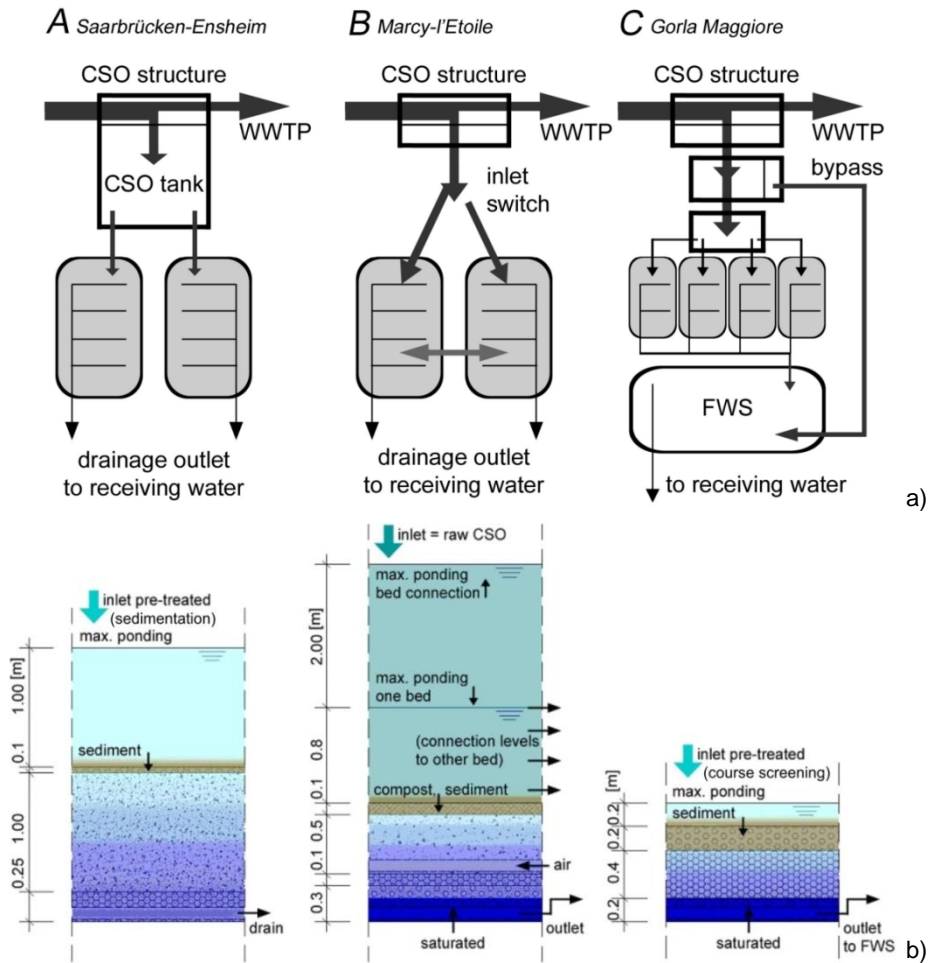 A Saarbrücken-Ensheim
CSO structure
WWTP
CSO tank
drainage outlet
to receiving water
B Marcy-l'Etoile
CSO structure
WWTP
inlet
switch
drainage outlet
to receiving water
C Gorla Maggiore
CSO structure
WWTP
bypass
FWS
to receiving water
a)
inlet pre-treated
(sedimentation)
max. ponding
1.00 [m]
sediment
0.1
1.00
0.25
drain
inlet = raw CSO
max. ponding
bed connection
2.00 [m]
max. ponding
one bed
(connection levels
to other bed)
0.8
compost, sediment
0.1
0.5
0.1
air
0.3
saturated
outlet
inlet pre-treated
(course screening)
max. ponding
[m]
sediment
0.2
0.2
0.4
0.2
saturated
outlet
to FWS
b)